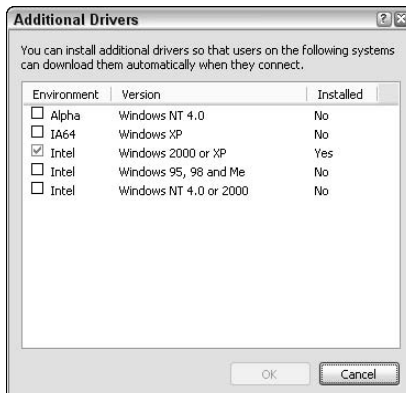 Additional Drivers
You can install additional drivers so that users on the following systems
can download them automatically when they connect.
Environment Version Installed
Alpha Windows NT 4.0 No
IA64 Windows XP No
Intel Windows 2000 or XP Yes
Intel Windows 95, 98 and Me No
Intel Windows NT 4.0 or 2000 No
OK Cancel